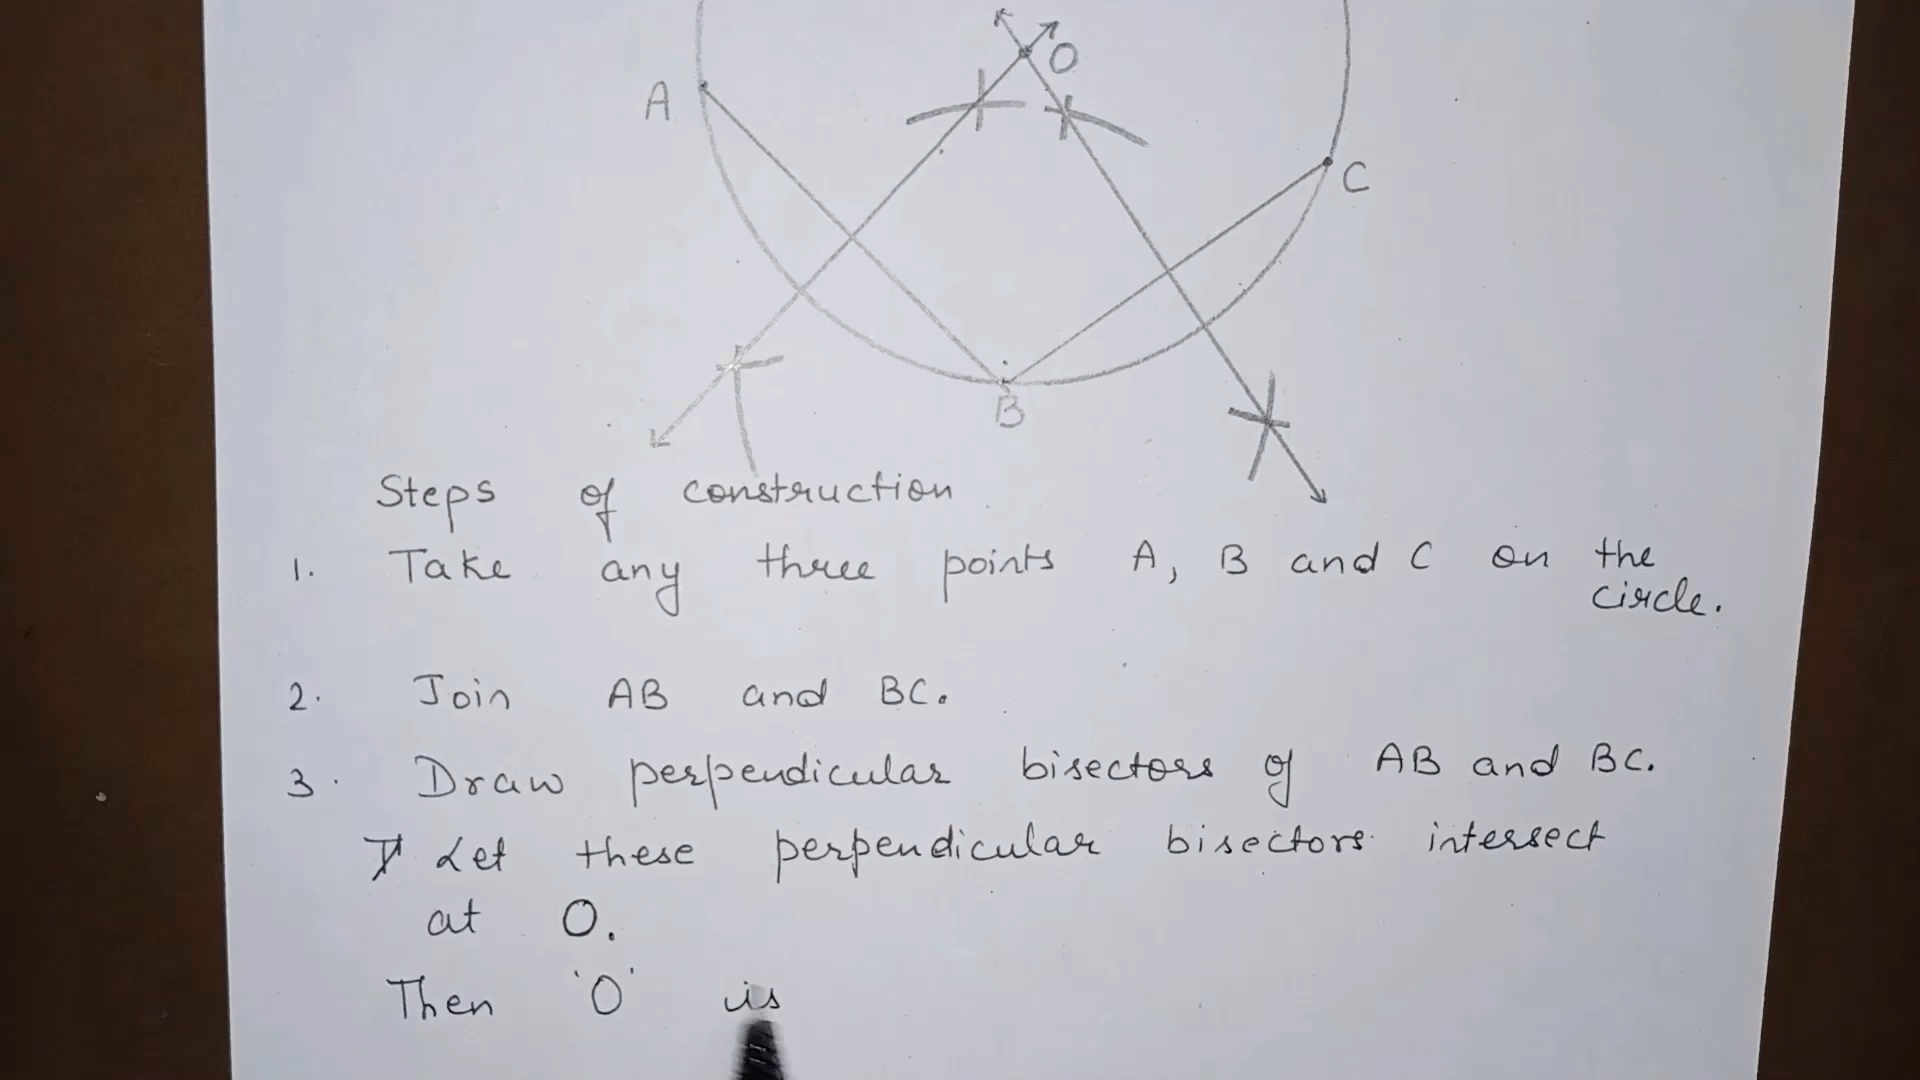 O
A
C
B
Steps of construction
1. Take any three points A, B and C on the
circle.
2. Join AB and BC.
3. Draw perpendicular bisectors of AB and BC.
Let these perpendicular bisectors intersect
at O.
Then 'O' is